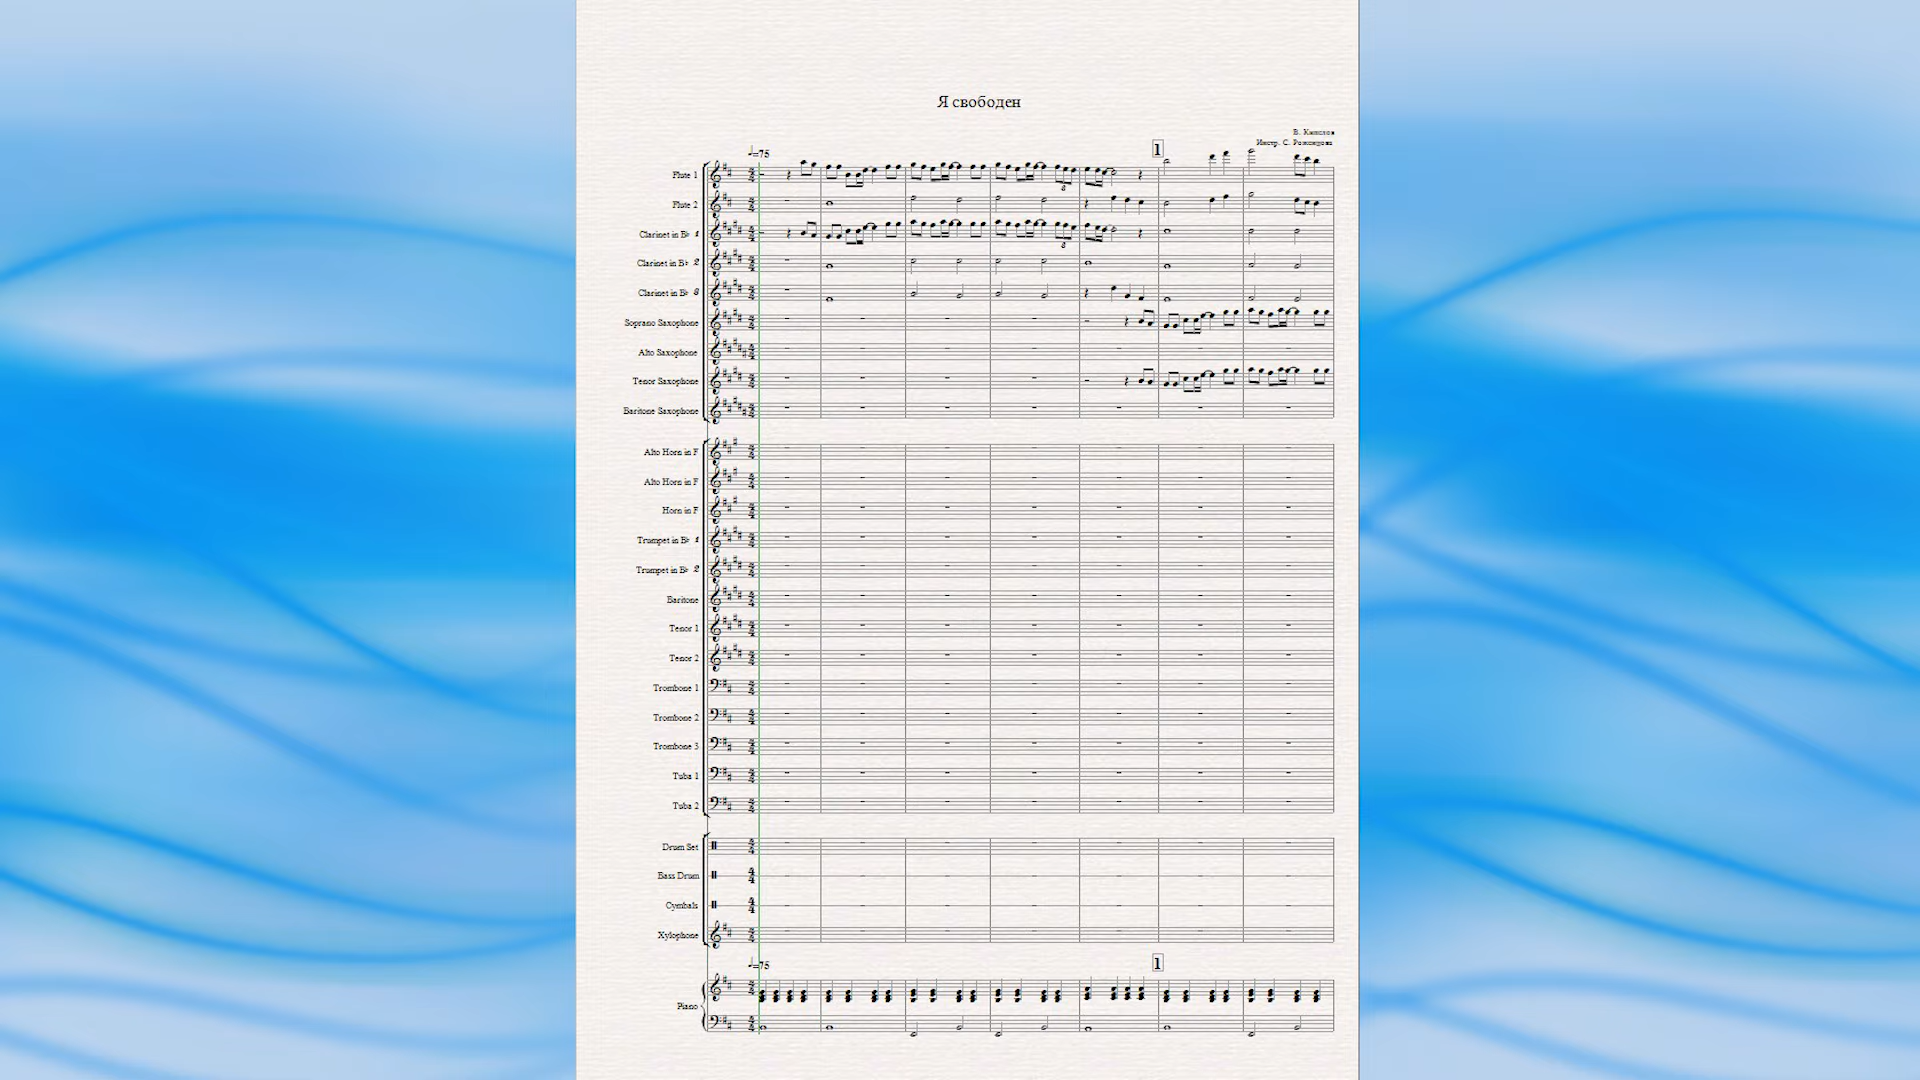 Я свободен
В. Кипелов
Инстр. С. Роженцова
♩=75
1
Flute 1
Flute 2
Clarinet in B♭ 1
Clarinet in B♭ 2
Clarinet in B♭ 3
Soprano Saxophone
Alto Saxophone
Tenor Saxophone
Baritone Saxophone
Alto Horn in F
Alto Horn in F
Horn in F
Trumpet in B♭ 1
Trumpet in B♭ 2
Baritone
Tenor 1
Tenor 2
Trombone 1
Trombone 2
Trombone 3
Tuba 1
Tuba 2
Drum Set
Bass Drum
Cymbals
Xylophone
♩=75
1
Piano